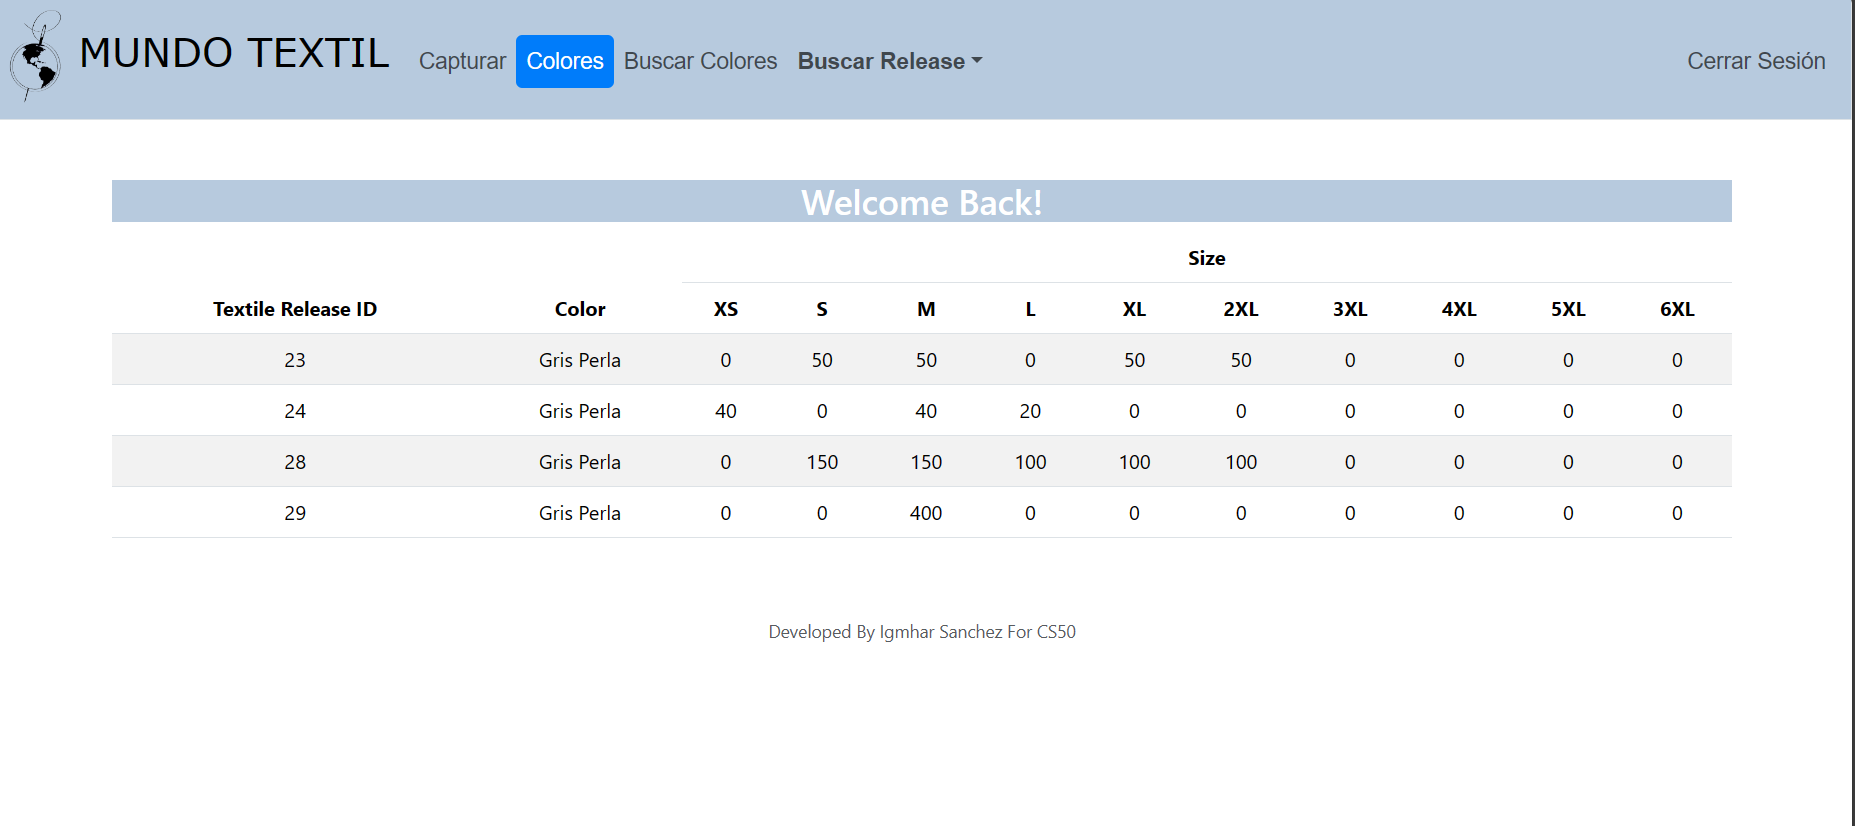 MUNDO TEXTIL Capturar Colores Buscar Colores Buscar Release Cerrar Sesión
Welcome Back!
Size
Textile Release ID Color XS S M L XL 2XL 3XL 4XL 5XL 6XL
23 Gris Perla 0 50 50 0 50 50 0 0 0 0
24 Gris Perla 40 0 40 20 0 0 0 0 0 0
28 Gris Perla 0 150 150 100 100 100 0 0 0 0
29 Gris Perla 0 0 400 0 0 0 0 0 0 0
Developed By Igmhar Sanchez For CS50